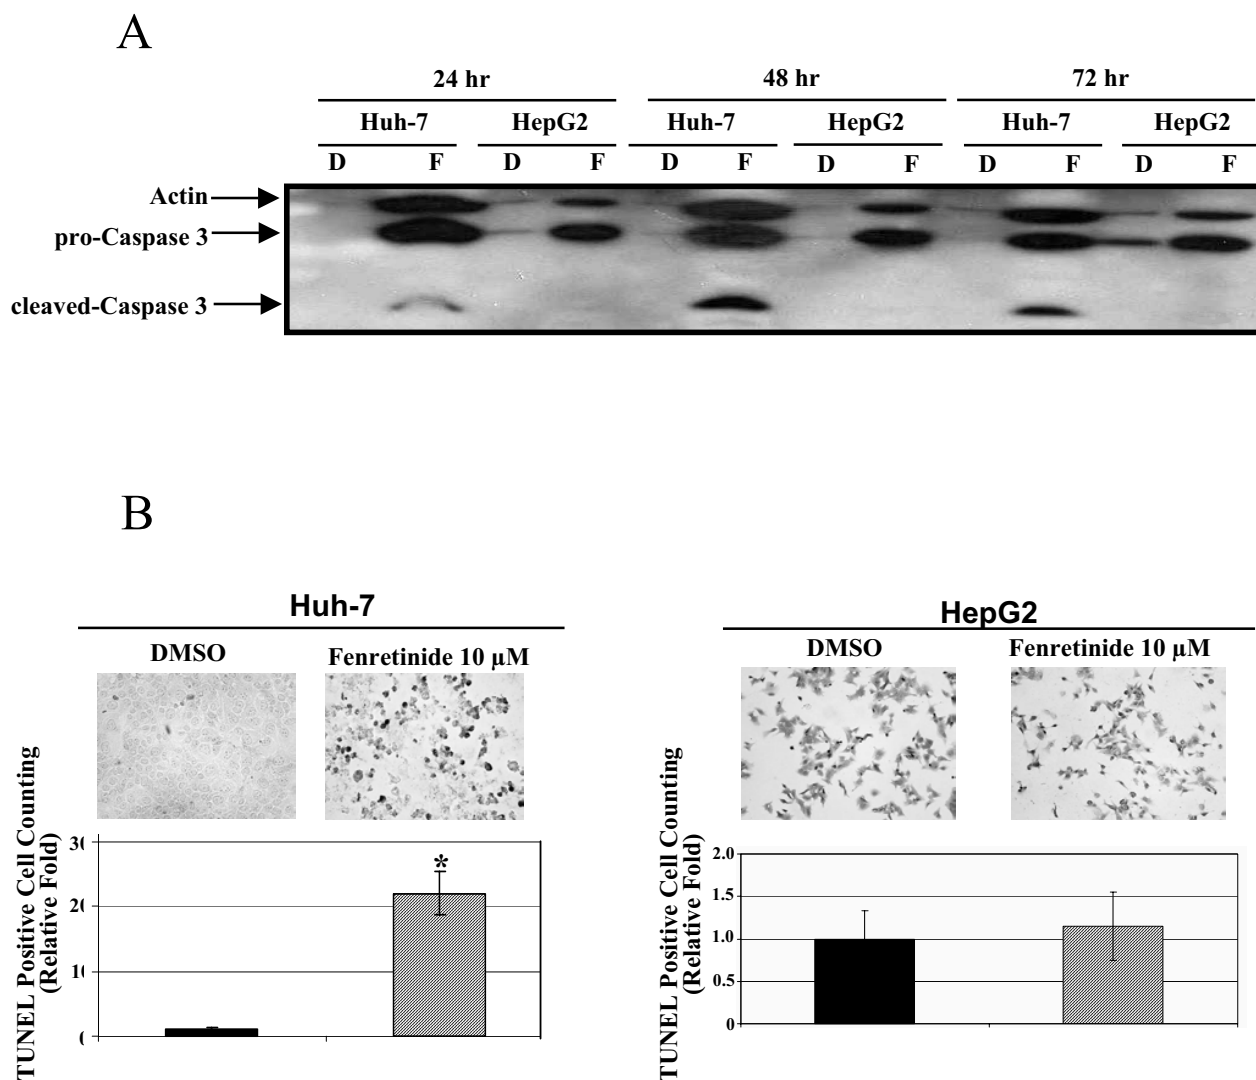 A
24 hr 48 hr 72 hr
Huh-7 HepG2 Huh-7 HepG2 Huh-7 HepG2
D F D F D F D F D F D F
Actin
pro-Caspase 3
cleaved-Caspase 3
B
Huh-7
DMSO Fenretinide 10 µM
TUNEL Positive Cell Counting
(Relative Fold)
20
10
*
HepG2
DMSO Fenretinide 10 µM
TUNEL Positive Cell Counting
(Relative Fold)
2.0
1.5
1.0
0.5
0